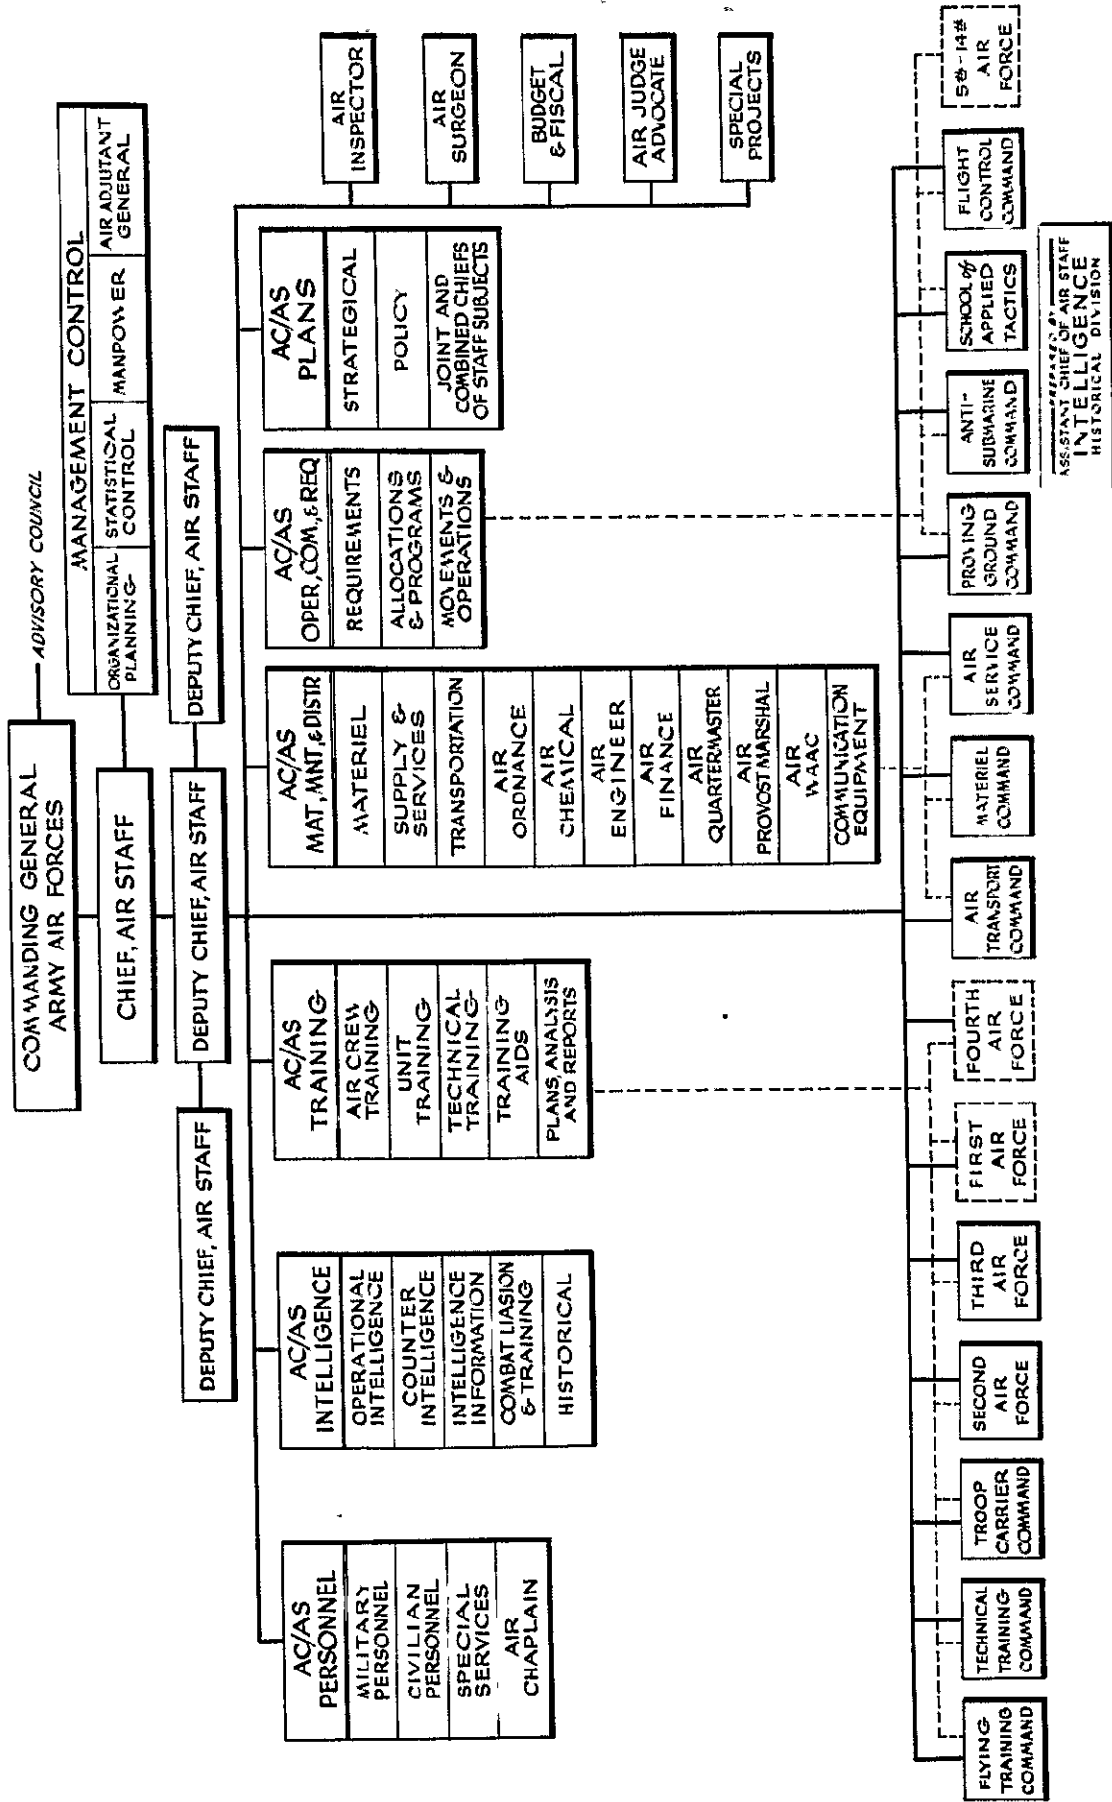 COMMANDING GENERAL
ARMY AIR FORCES
ADVISORY COUNCIL
CHIEF, AIR STAFF
MANAGEMENT CONTROL
ORGANIZATIONAL
PLANNING
STATISTICAL
CONTROL
MANPOWER
AIR ADJUTANT
GENERAL
DEPUTY CHIEF, AIR STAFF
DEPUTY CHIEF, AIR STAFF
DEPUTY CHIEF, AIR STAFF
AC/AS
PERSONNEL
MILITARY
PERSONNEL
CIVILIAN
PERSONNEL
SPECIAL
SERVICES
AIR
CHAPLAIN
AC/AS
INTELLIGENCE
OPERATIONAL
INTELLIGENCE
COUNTER
INTELLIGENCE
INTELLIGENCE
INFORMATION
COMBAT LIASION
& TRAINING
HISTORICAL
AC/AS
TRAINING
AIR CREW
TRAINING
UNIT
TRAINING
TECHNICAL
TRAINING
TRAINING
AIDS
PLANS, ANALYSIS
AND REPORTS
AC/AS
MAT, MNT, & DISTR
MATERIEL
SUPPLY &
SERVICES
TRANSPORTATION
AIR
ORDNANCE
AIR
CHEMICAL
AIR
ENGINEER
AIR
FINANCE
AIR
QUARTERMASTER
AIR
PROVOST MARSHAL
AIR
WAAC
COMMUNICATION
EQUIPMENT
AC/AS
OPER, COM, & REQ
REQUIREMENTS
ALLOCATIONS
& PROGRAMS
MOVEMENTS &
OPERATIONS
AC/AS
PLANS
STRATEGICAL
POLICY
JOINT AND
COMBINED CHIEFS
OF STAFF SUBJECTS
AIR
INSPECTOR
AIR
SURGEON
BUDGET
& FISCAL
AIR JUDGE
ADVOCATE
SPECIAL
PROJECTS
FLYING
TRAINING
COMMAND
TECHNICAL
TRAINING
COMMAND
TROOP
CARRIER
COMMAND
SECOND
AIR
FORCE
THIRD
AIR
FORCE
FIRST
AIR
FORCE
FOURTH
AIR
FORCE
AIR
TRANSPORT
COMMAND
MATERIEL
COMMAND
AIR
SERVICE
COMMAND
PROVING
GROUND
COMMAND
ANTI-
SUBMARINE
COMMAND
SCHOOL of
APPLIED
TACTICS
FLIGHT
CONTROL
COMMAND
AIR
FORCE
ASSISTANT CHIEF OF AIR STAFF
INTELLIGENCE
HISTORICAL DIVISION